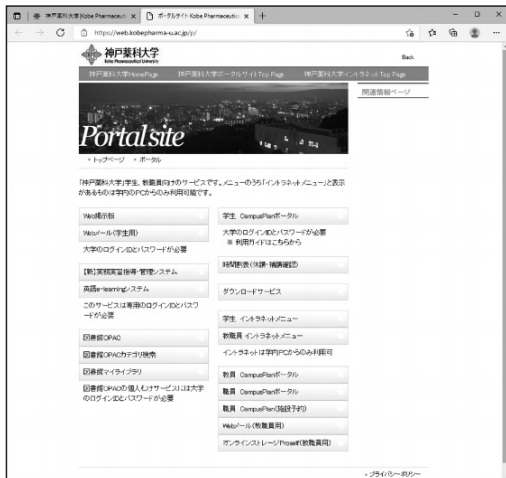 神戸薬科大学|Kobe Pharmaceuti
ポータルサイト Kobe Pharmaceutic
https://web.kobepharma-u.ac.jp/p/
神戸薬科大学
Kobe Pharmaceutical University
Back
神戸薬科大学HomePage
神戸薬科大学ポータルサイトTop Page
神戸薬科大学イントラネットTop Page
関連情報ページ
Portal site
トップページ
ポータル
「神戸薬科大学」学生、教職員向けのサービスです。メニューのうち「イントラネットメニュー」と表示
があるものは学内のPCからのみ利用可能です。
Web掲示板
Webメール(学生用)
大学のログインIDとパスワードが必要
【新】実務実習指導・管理システム
英語e-learningシステム
このサービスは専用のログインIDとパスワ
ードが必要
図書館OPAC
図書館OPACカテゴリ検索
図書館マイライブラリ
図書館OPACの個人むけサービスには大学
のログインIDとパスワードが必要
学生 CampusPlanポータル
大学のログインIDとパスワードが必要
※ 利用ガイドはこちらから
時間割表(休講・補講確認)
ダウンロードサービス
学生 イントラネットメニュー
教職員 イントラネットメニュー
イントラネットは学内PCからのみ利用可
教員 CampusPlanポータル
職員 CampusPlanポータル
職員 CampusPlan(施設予約)
Webメール(教職員用)
オンラインストレージProself(教職員用)
プライバシーポリシー